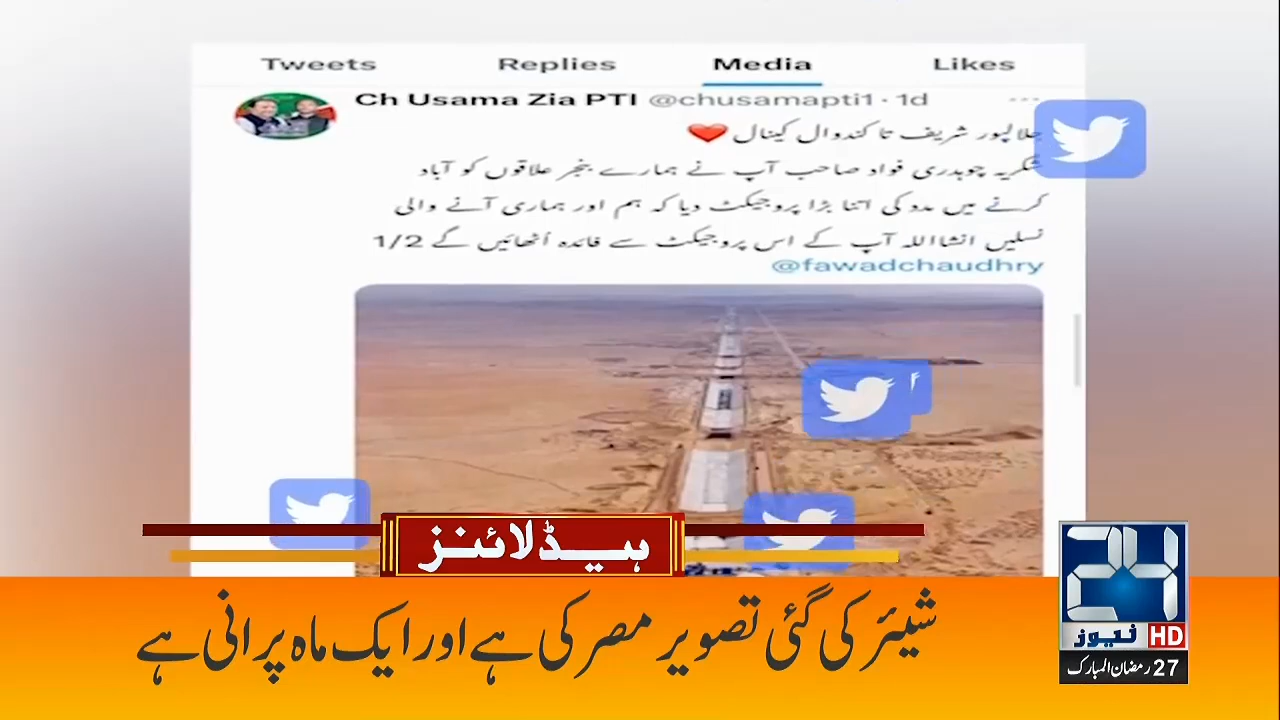 Tweets Replies Media Likes
Ch Usama Zia PTI @chusamapti1 · 1d ...
جلالپور شریف تا کندوال کینال ❤
شکریہ چوہدری فواد صاحب آپ نے ہمارے بنجر علاقوں کو آباد
کرنے میں مدد کی اتنا بڑا پروجیکٹ دیا کہ ہم اور ہماری آنے والی
نسلیں انشااللہ آپ کے اس پروجیکٹ سے فائدہ اُٹھائیں گے 1/2
@fawadchaudhry
ہیڈلائنز
شیئر کی گئی تصویر مصر کی ہے اور ایک ماہ پرانی ہے
24
نیوز HD
27 رمضان المبارک